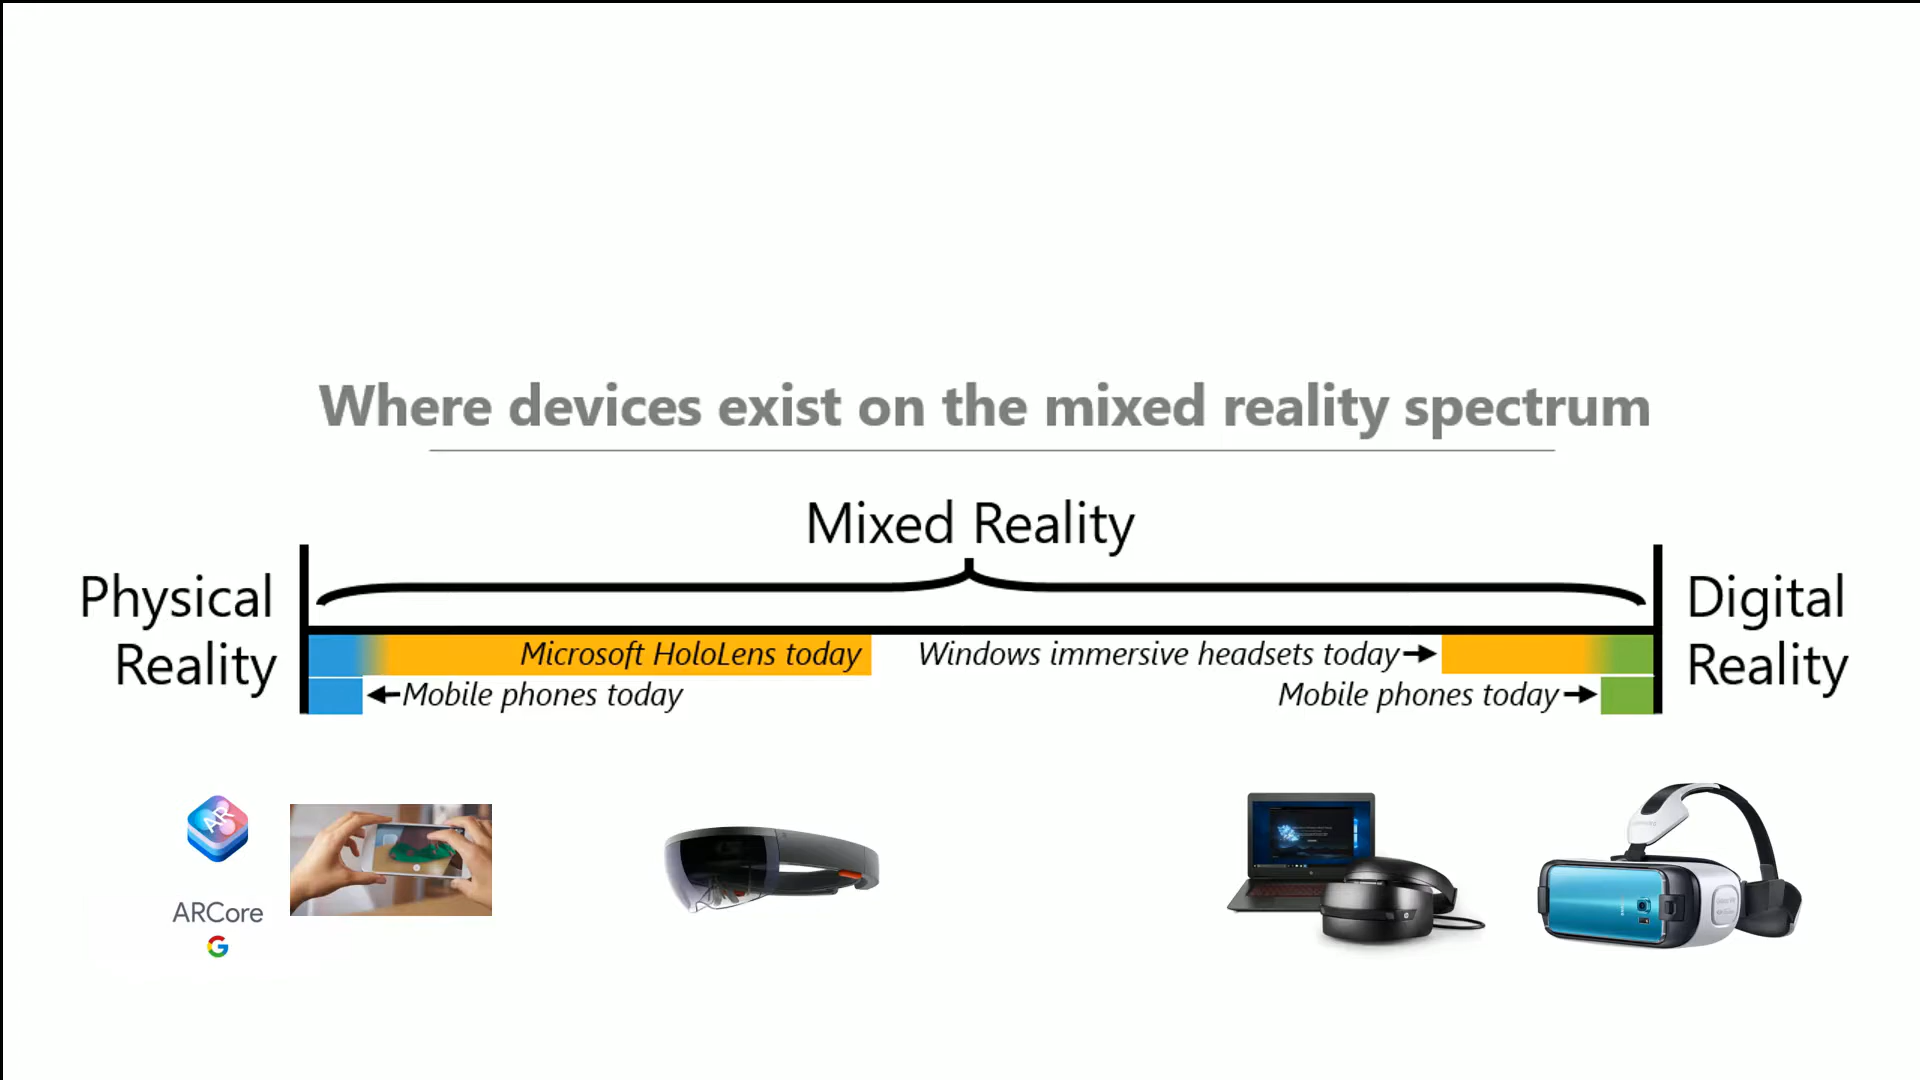 Where devices exist on the mixed reality spectrum
Mixed Reality
Physical
Reality
Digital
Reality
Microsoft HoloLens today
Windows immersive headsets today
Mobile phones today
Mobile phones today
AR
ARCore
G